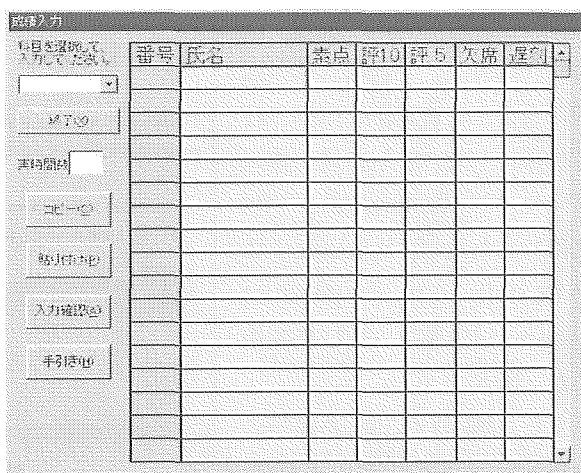 成績入力
科目を選択して、
入力して下さい。
番号 氏名 素点 評10 評5 欠席 遅刻
終了(X)
実時間数
コピー(C)
貼り付け(P)
入力確認(A)
手引き(H)